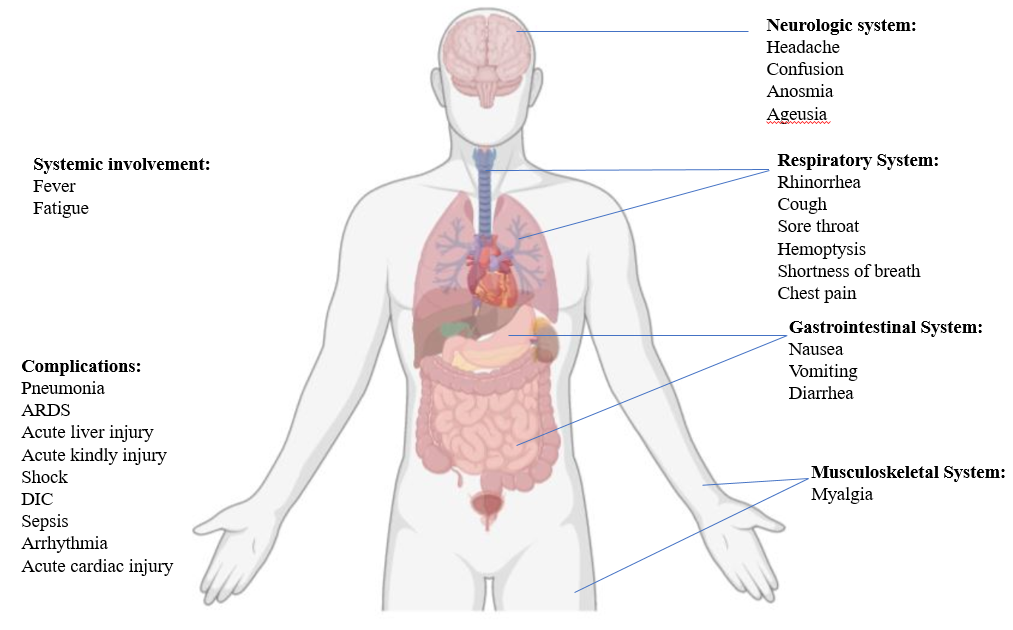 Neurologic system:
Headache
Confusion
Anosmia
Ageusia
Systemic involvement:
Fever
Fatigue
Respiratory System:
Rhinorrhea
Cough
Sore throat
Hemoptysis
Shortness of breath
Chest pain
Gastrointestinal System:
Nausea
Vomiting
Diarrhea
Complications:
Pneumonia
ARDS
Acute liver injury
Acute kindly injury
Shock
DIC
Sepsis
Arrhythmia
Acute cardiac injury
Musculoskeletal System:
Myalgia